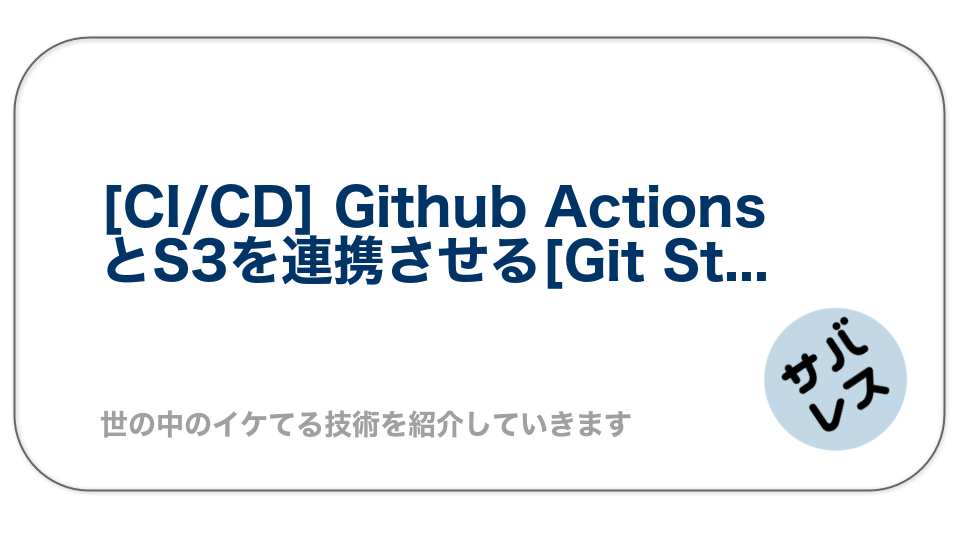 [CI/CD] Github Actions
とS3を連携させる[Git St...
世の中のイケてる技術を紹介していきます
サバ
レス